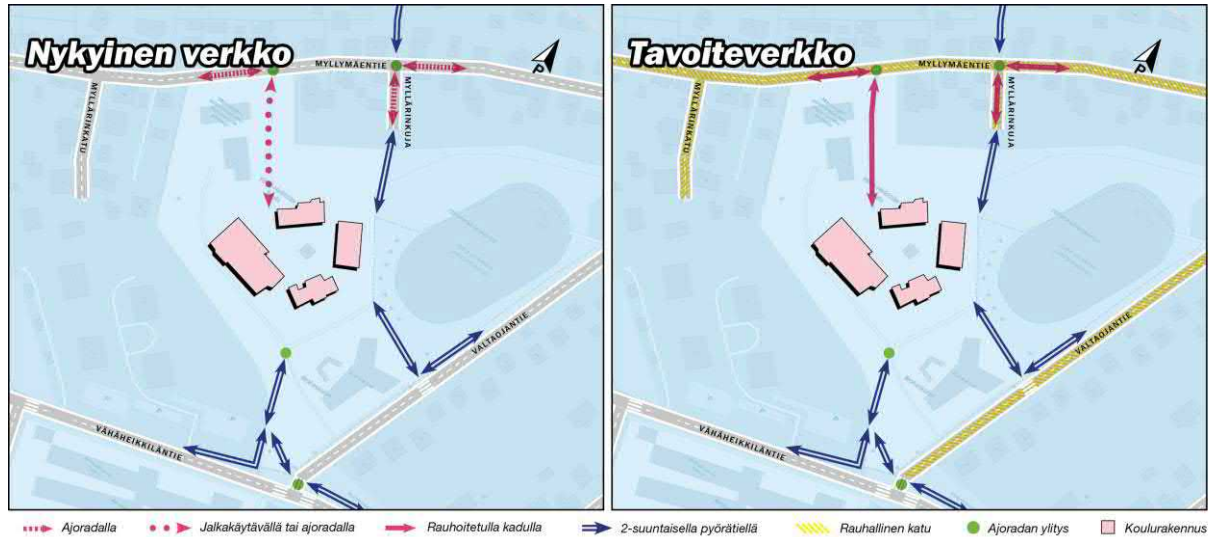 Nykyinen verkko
MYLLYMÄENTIE
MYLLÄRINKATU
MYLLÄRINKUJA
VALTAOJANTIE
VÄHÄHEIKKILÄNTIE
P
Tavoiteverkko
MYLLYMÄENTIE
MYLLÄRINKATU
MYLLÄRINKUJA
VALTAOJANTIE
VÄHÄHEIKKILÄNTIE
P
Ajoradalla
Jalkakäytävällä tai ajoradalla
Rauhoitetulla kadulla
2-suuntaisella pyörätiellä
Rauhallinen katu
Ajoradan ylitys
Koulurakennus